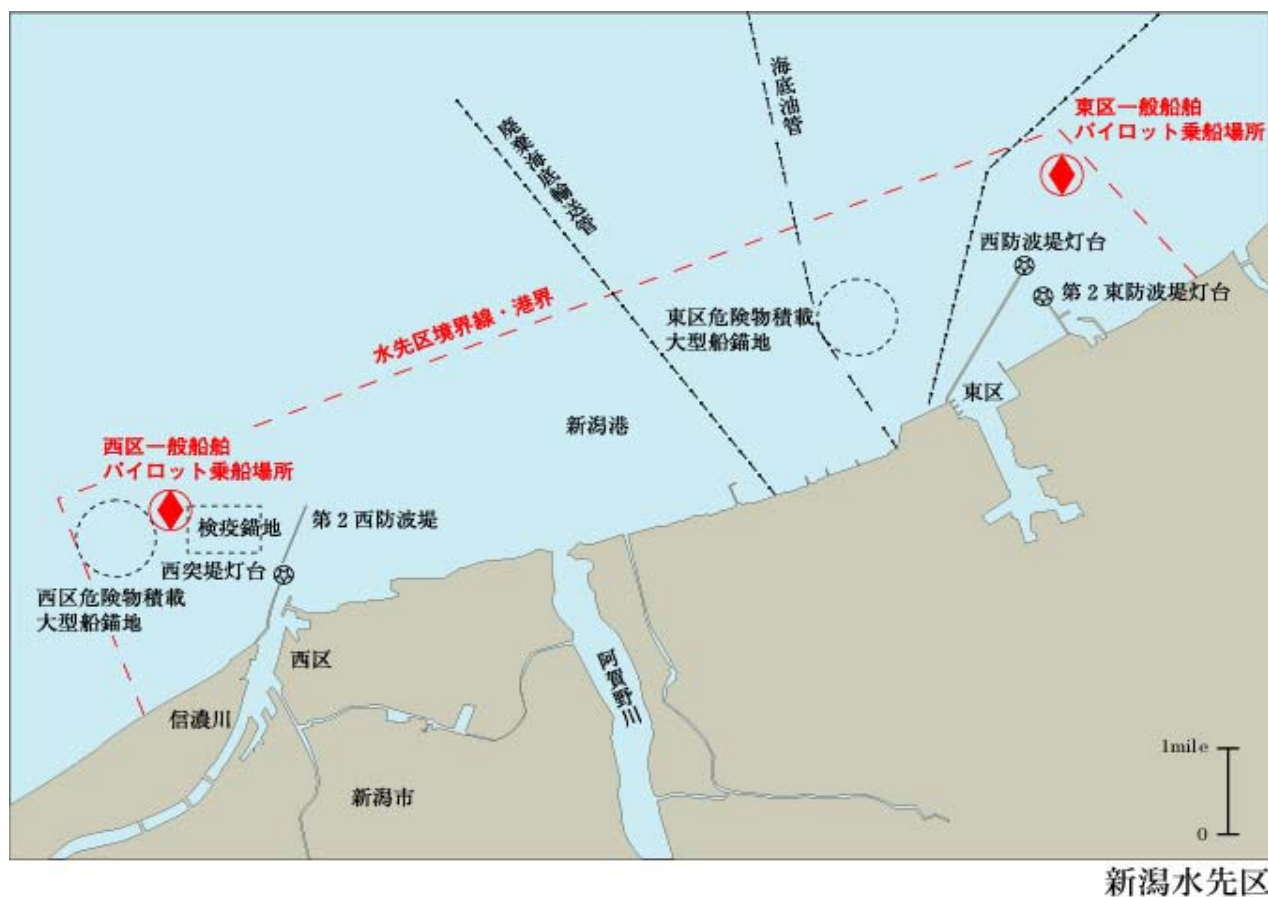 海底油管
廃棄海底輸送管
東区一般船舶
パイロット乗船場所
西防波堤灯台
第2東防波堤灯台
東区危険物積載
大型船錨地
水先区境界線・港界
東区
新潟港
西区一般船舶
パイロット乗船場所
検疫錨地
第2西防波堤
西突堤灯台
西区危険物積載
大型船錨地
西区
阿賀野川
信濃川
新潟市
1mile
0
新潟水先区